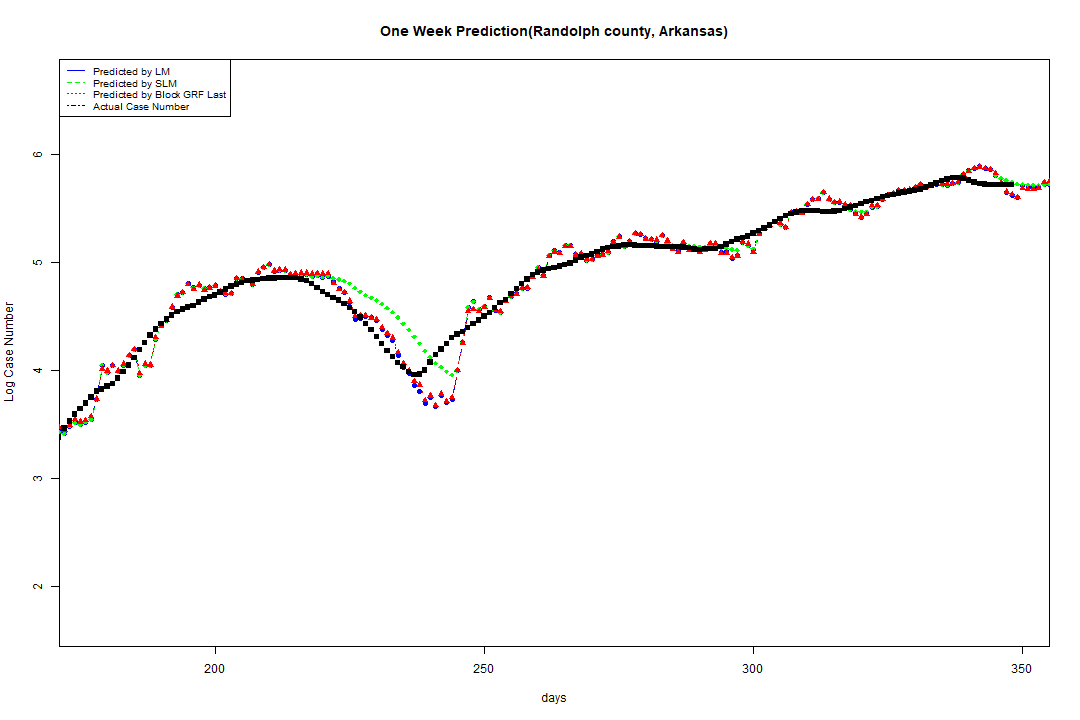 One Week Prediction(Randolph county, Arkansas)
Predicted by LM
Predicted by SLM
Predicted by Block GRF Last
Actual Case Number
6
5
4
3
2
Log Case Number
200
250
300
350
days